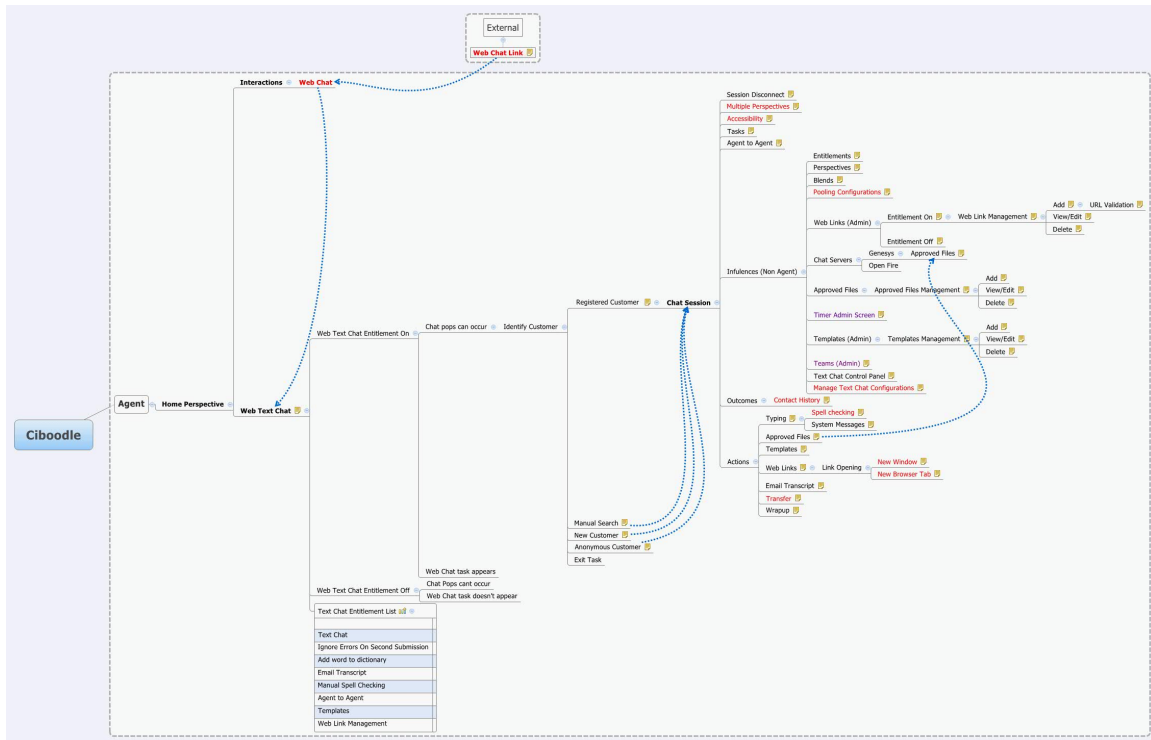 External
Web Chat Link
Interactions
Web Chat
Session Disconnect
Multiple Perspectives
Accessibility
Tasks
Agent to Agent
Entitlements
Perspectives
Blends
Pooling Configurations
Web Links (Admin)
Entitlement On
Web Link Management
Add
URL Validation
View/Edit
Delete
Entitlement Off
Chat Servers
Genesys
Approved Files
Open Fire
Infulences (Non Agent)
Approved Files
Approved Files Management
Add
View/Edit
Delete
Timer Admin Screen
Templates (Admin)
Templates Management
Add
View/Edit
Delete
Teams (Admin)
Text Chat Control Panel
Manage Text Chat Configurations
Registered Customer
Chat Session
Web Text Chat Entitlement On
Chat pops can occur
Identify Customer
Outcomes
Contact History
Typing
Spell checking
System Messages
Approved Files
Templates
Actions
Web Links
Link Opening
New Window
New Browser Tab
Email Transcript
Transfer
Wrapup
Ciboodle
Agent
Home Perspective
Web Text Chat
Manual Search
New Customer
Anonymous Customer
Exit Task
Web Chat task appears
Web Text Chat Entitlement Off
Chat Pops cant occur
Web Chat task doesn't appear
Text Chat Entitlement List
Text Chat
Ignore Errors On Second Submission
Add word to dictionary
Email Transcript
Manual Spell Checking
Agent to Agent
Templates
Web Link Management